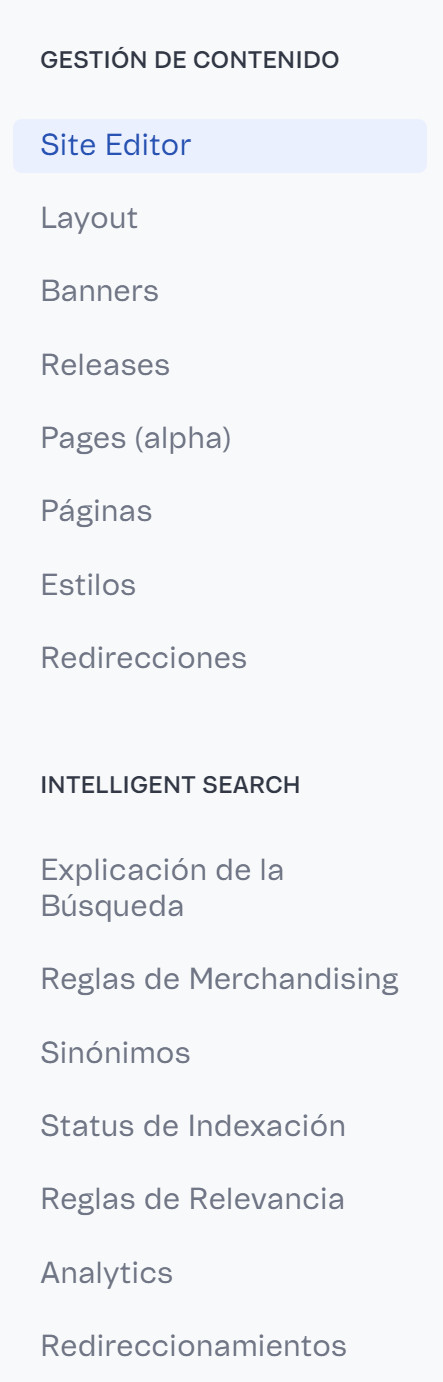 GESTIÓN DE CONTENIDO
Site Editor
Layout
Banners
Releases
Pages (alpha)
Páginas
Estilos
Redirecciones
INTELLIGENT SEARCH
Explicación de la
Búsqueda
Reglas de Merchandising
Sinónimos
Status de Indexación
Reglas de Relevancia
Analytics
Redireccionamientos